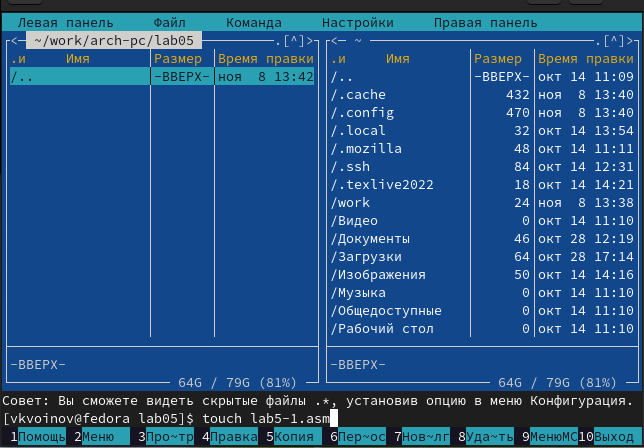 Левая панель Файл Команда Настройки Правая панель
<─ ~/work/arch-pc/lab05 .[^]> <─ ~ .[^]>
.и Имя Размер Время правки .и Имя Размер Время правки
/.. -ВВЕРХ- ноя 8 13:42 /.. -ВВЕРХ- окт 14 11:09
/.cache 432 ноя 8 13:40
/.config 470 ноя 8 13:40
/.local 32 окт 14 13:54
/.mozilla 48 окт 14 11:11
/.ssh 84 окт 14 12:31
/.texlive2022 18 окт 14 14:21
/work 24 ноя 8 13:38
/Видео 0 окт 14 11:10
/Документы 46 окт 28 12:19
/Загрузки 64 окт 28 17:14
/Изображения 50 окт 14 14:16
/Музыка 0 окт 14 11:10
/Общедоступные 0 окт 14 11:10
/Рабочий стол 0 окт 14 11:10
-ВВЕРХ- -ВВЕРХ-
64G / 79G (81%) 64G / 79G (81%)
Совет: Вы сможете видеть скрытые файлы .*, установив опцию в меню Конфигурация.
[vkvoinov@fedora lab05]$ touch lab5-1.asm
1Помощь 2Меню 3Про~тр 4Правка 5Копия 6Пер~ос 7Нов~лг 8Уда~ть 9МенюMC 10Выход